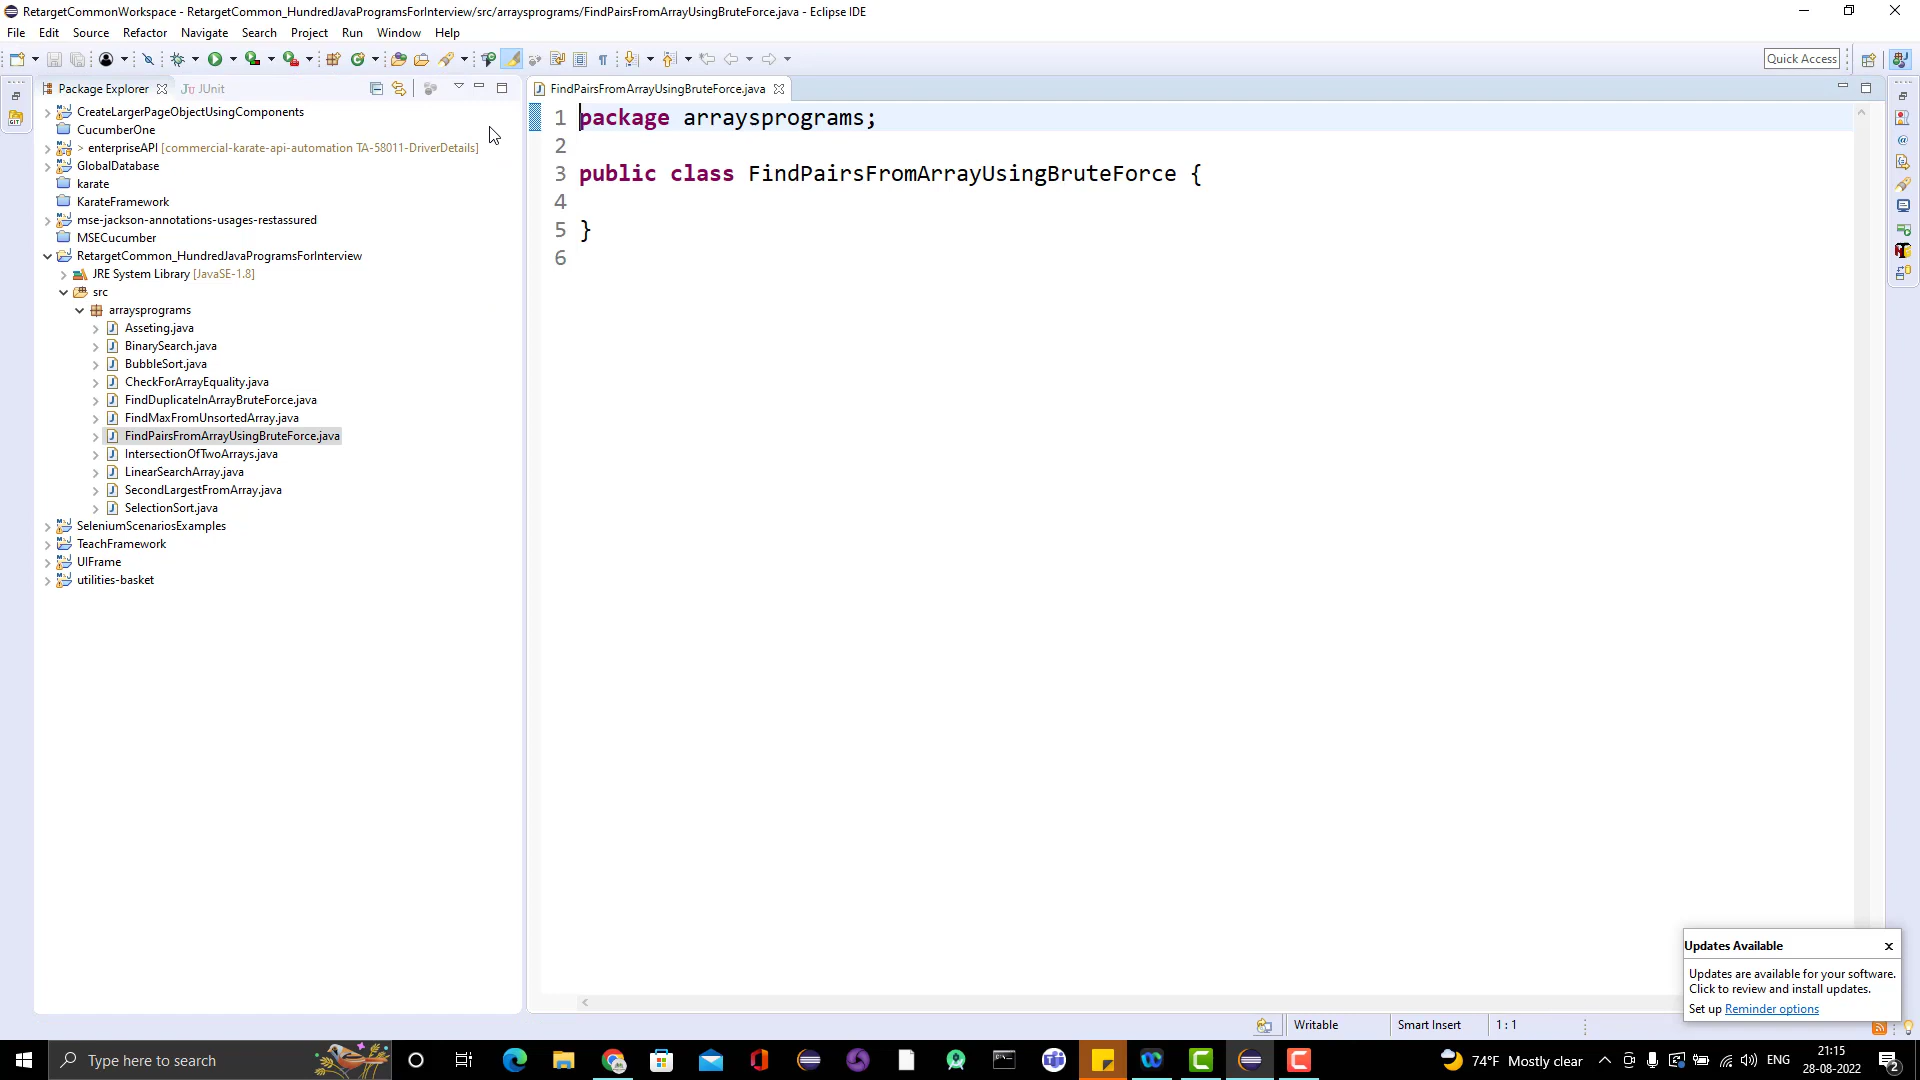 RetargetCommonWorkspace - RetargetCommon_HundredJavaProgramsForInterview/src/arraysprograms/FindPairsFromArrayUsingBruteForce.java - Eclipse IDE
File Edit Source Refactor Navigate Search Project Run Window Help
Quick Access
Package Explorer
JUnit
CreateLargerPageObjectUsingComponents
CucumberOne
> enterpriseAPI [commercial-karate-api-automation TA-58011-DriverDetails]
GlobalDatabase
karate
KarateFramework
mse-jackson-annotations-usages-restassured
MSECucumber
RetargetCommon_HundredJavaProgramsForInterview
JRE System Library [JavaSE-1.8]
src
arraysprograms
Asseting.java
BinarySearch.java
BubbleSort.java
CheckForArrayEquality.java
FindDuplicateInArrayBruteForce.java
FindMaxFromUnsortedArray.java
FindPairsFromArrayUsingBruteForce.java
IntersectionOfTwoArrays.java
LinearSearchArray.java
SecondLargestFromArray.java
SelectionSort.java
SeleniumScenariosExamples
TeachFramework
UIFrame
utilities-basket
FindPairsFromArrayUsingBruteForce.java
1 package arraysprograms;
2
3 public class FindPairsFromArrayUsingBruteForce {
4
5 }
6
Updates Available
Updates are available for your software.
Click to review and install updates.
Set up Reminder options
Writable Smart Insert 1 : 1
Type here to search
74°F Mostly clear
ENG
21:15
28-08-2022
2